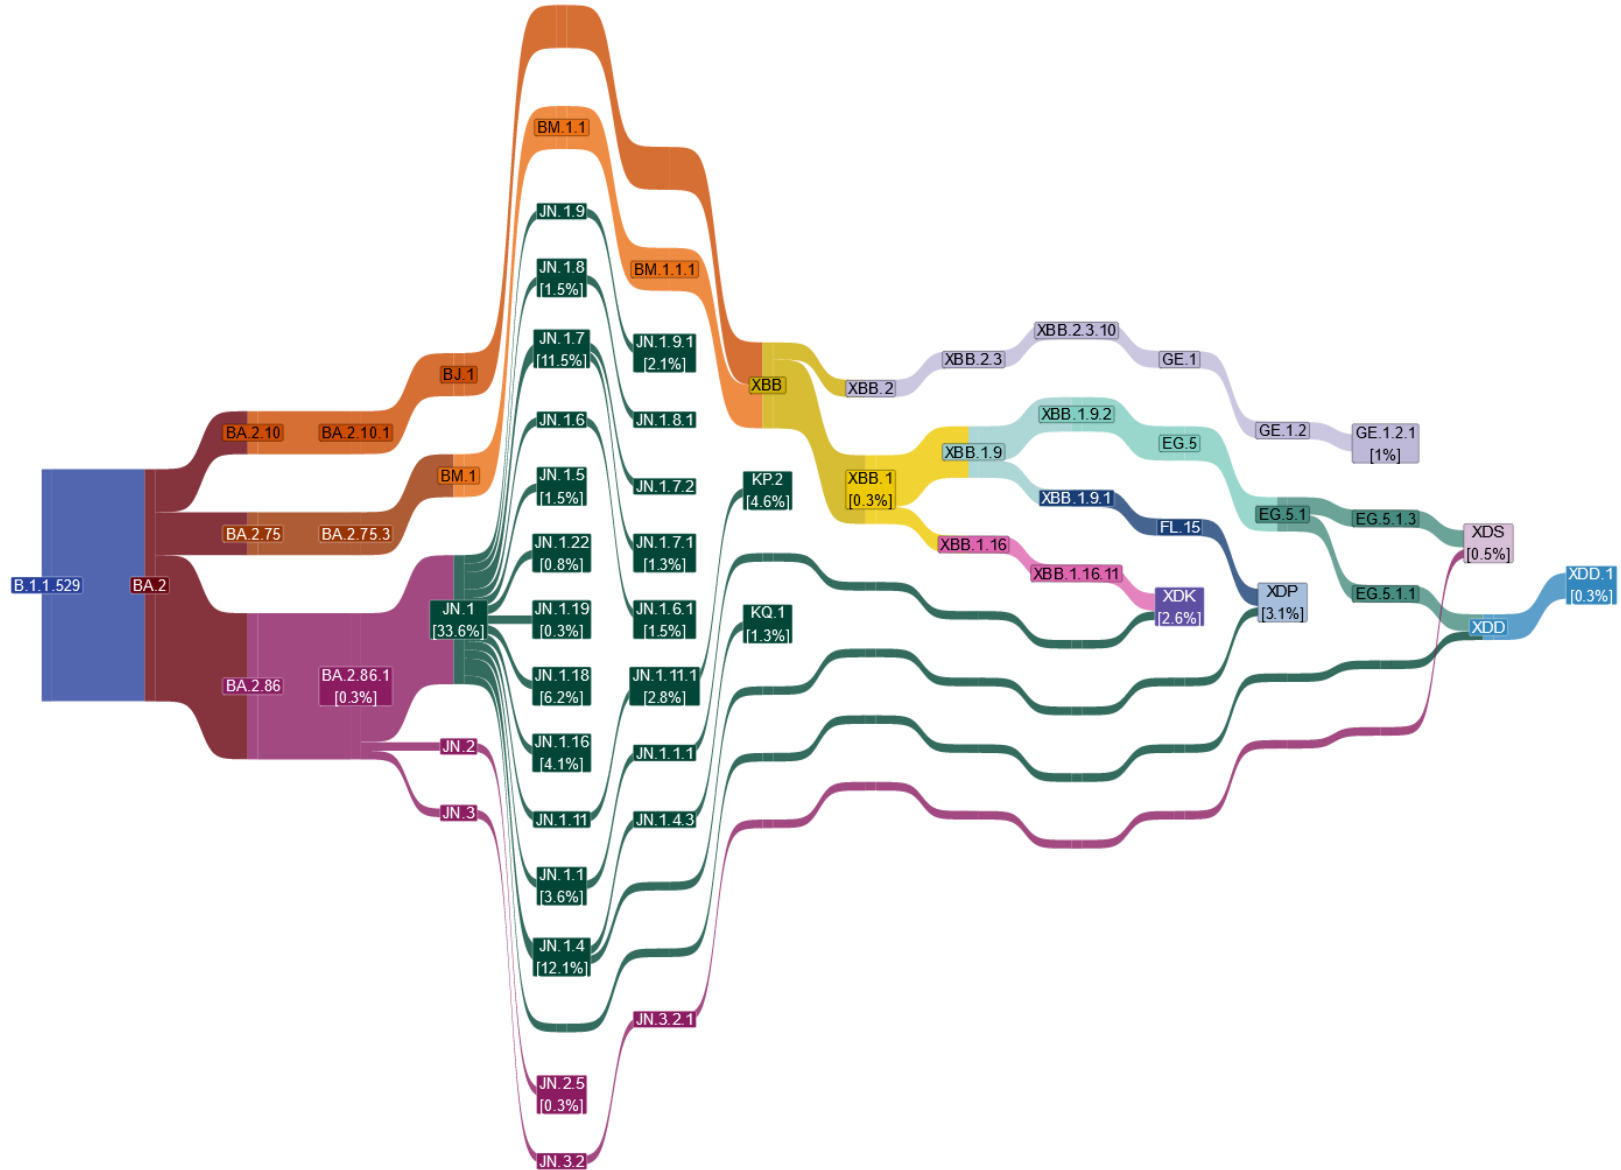 B.1.1.529
BA.2
BA.2.10
BA.2.10.1
BA.2.75
BA.2.75.3
BA.2.86
BA.2.86.1
[0.3%]
BJ.1
BM.1
JN.1
[33.6%]
JN.2
JN.3
BM.1.1
JN.1.9
JN.1.8
[1.5%]
JN.1.7
[11.5%]
JN.1.6
JN.1.5
[1.5%]
JN.1.22
[0.8%]
JN.1.19
[0.3%]
JN.1.18
[6.2%]
JN.1.16
[4.1%]
JN.1.11
JN.1.1
[3.6%]
JN.1.4
[12.1%]
JN.2.5
[0.3%]
JN.3.2
BM.1.1.1
JN.1.9.1
[2.1%]
JN.1.8.1
JN.1.7.2
JN.1.7.1
[1.3%]
JN.1.6.1
[1.5%]
JN.1.11.1
[2.8%]
JN.1.1.1
JN.1.4.3
JN.3.2.1
XBB
KP.2
[4.6%]
KQ.1
[1.3%]
XBB.2
XBB.1
[0.3%]
XBB.2.3
XBB.1.9
XBB.1.16
XBB.2.3.10
XBB.1.9.2
XBB.1.9.1
XBB.1.16.11
GE.1
EG.5
FL.15
XDK
[2.6%]
GE.1.2
EG.5.1
XDP
[3.1%]
GE.1.2.1
[1%]
EG.5.1.3
EG.5.1.1
XDS
[0.5%]
XDD
XDD.1
[0.3%]